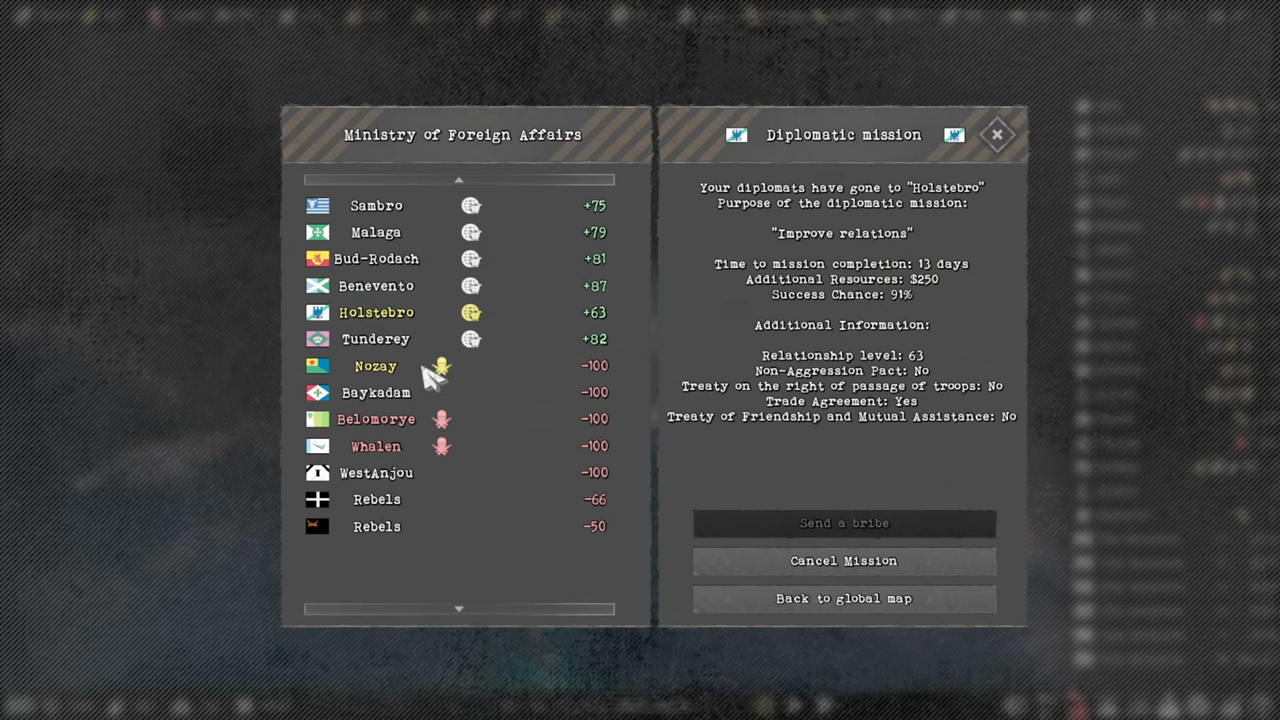 Ministry of Foreign Affairs
Sambro +75
Malaga +79
Bud-Rodach +81
Benevento +87
Holstebro +63
Tunderey +82
Nozay -100
Baykadam -100
Belomorye -100
Whalen -100
WestAnjou -100
Rebels -66
Rebels -50
Diplomatic mission
Your diplomats have gone to "Holstebro"
Purpose of the diplomatic mission:
"Improve relations"
Time to mission completion: 13 days
Additional Resources: $250
Success Chance: 91%
Additional Information:
Relationship level: 63
Non-Aggression Pact: No
Treaty on the right of passage of troops: No
Trade Agreement: Yes
Treaty of Friendship and Mutual Assistance: No
Send a bribe
Cancel Mission
Back to global map